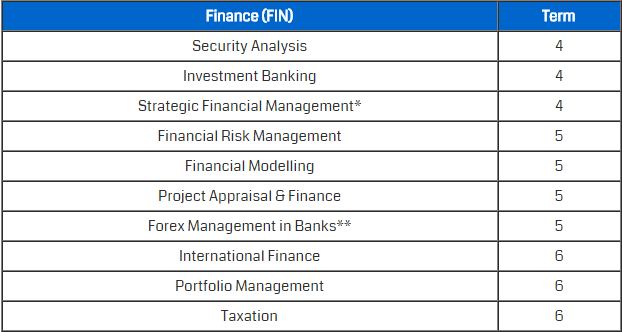 Finance (FIN) Term
Security Analysis 4
Investment Banking 4
Strategic Financial Management* 4
Financial Risk Management 5
Financial Modelling 5
Project Appraisal & Finance 5
Forex Management in Banks** 5
International Finance 6
Portfolio Management 6
Taxation 6